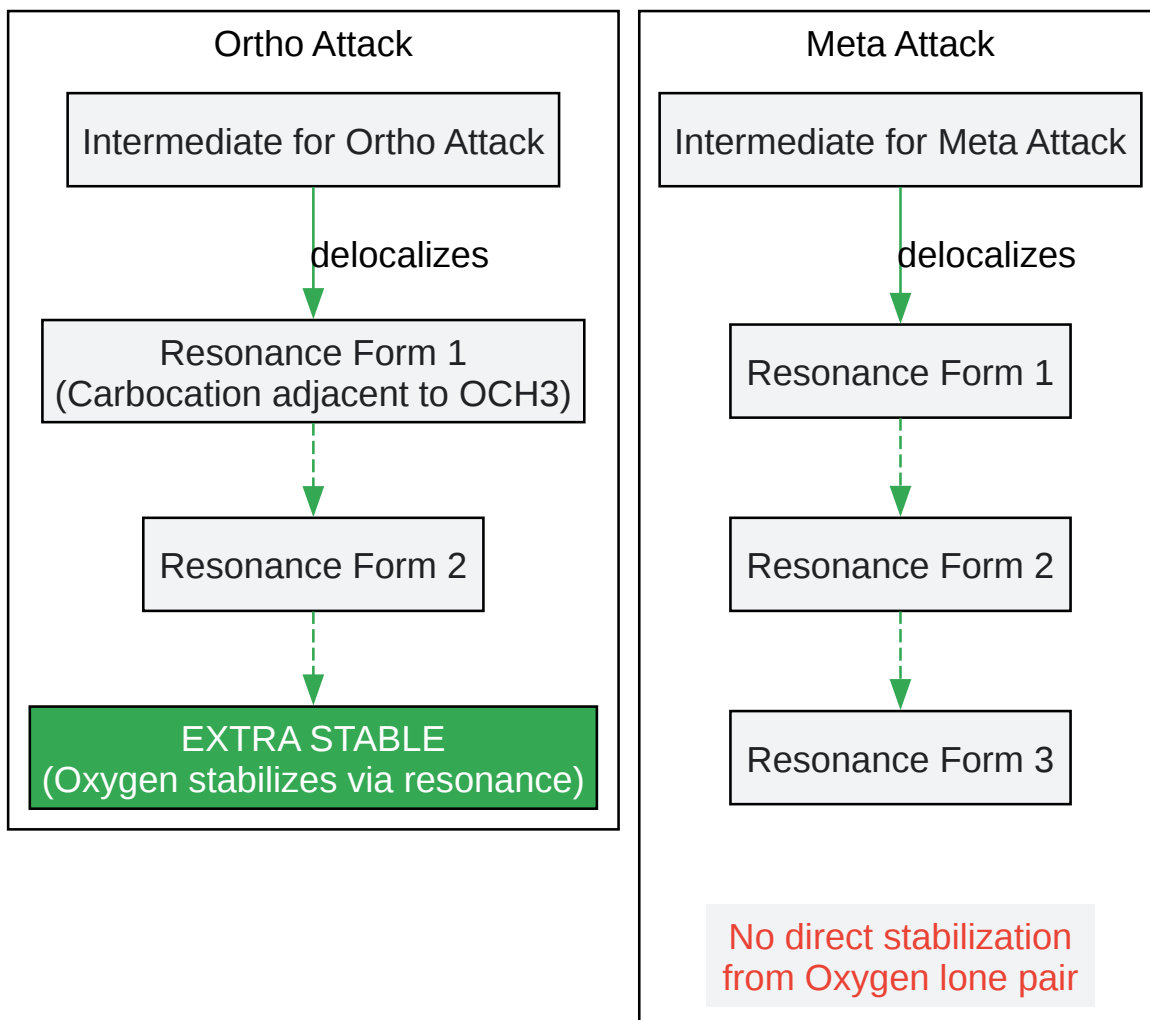 Ortho Attack
Intermediate for Ortho Attack
delocalizes
Resonance Form 1
(Carbocation adjacent to OCH3)
Resonance Form 2
EXTRA STABLE
(Oxygen stabilizes via resonance)
Meta Attack
Intermediate for Meta Attack
delocalizes
Resonance Form 1
Resonance Form 2
Resonance Form 3
No direct stabilization
from Oxygen lone pair